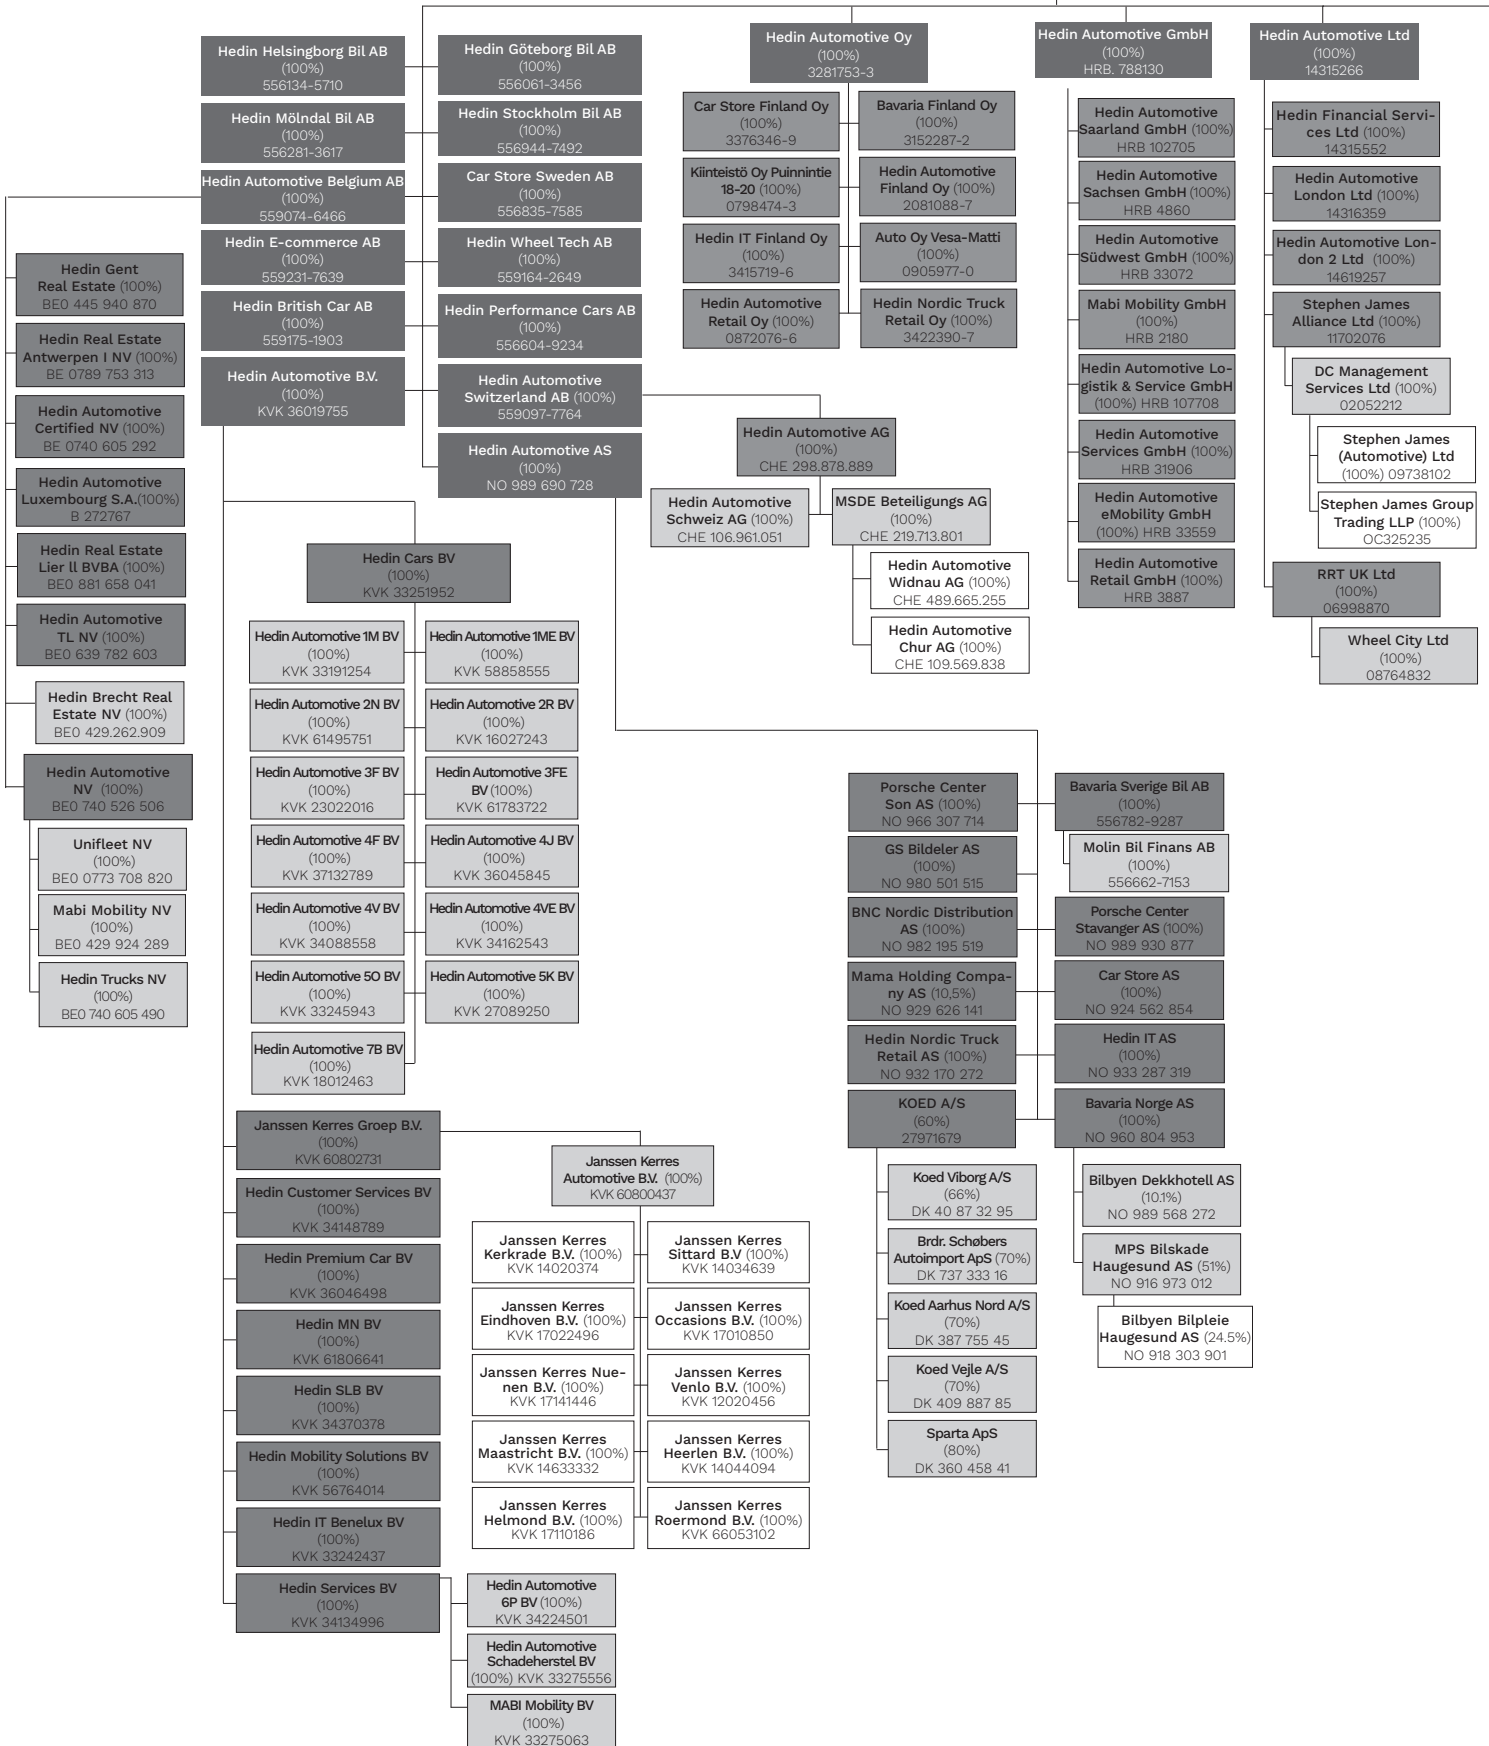 Hedin Helsingborg Bil AB
(100%)
556134-5710
Hedin Göteborg Bil AB
(100%)
556061-3456
Hedin Mölndal Bil AB
(100%)
556281-3617
Hedin Stockholm Bil AB
(100%)
556944-7492
Hedin Automotive Belgium AB
(100%)
559074-6466
Car Store Sweden AB
(100%)
556835-7585
Hedin E-commerce AB
(100%)
559231-7639
Hedin Wheel Tech AB
(100%)
559164-2649
Hedin British Car AB
(100%)
559175-1903
Hedin Performance Cars AB
(100%)
556604-9234
Hedin Automotive B.V.
(100%)
KVK 36019755
Hedin Automotive
Switzerland AB (100%)
559097-7764
Hedin Automotive AS
(100%)
NO 989 690 728
Hedin Gent
Real Estate (100%)
BE0 445 940 870
Hedin Real Estate
Antwerpen I NV (100%)
BE 0789 753 313
Hedin Automotive
Certified NV (100%)
BE 0740 605 292
Hedin Automotive
Luxembourg S.A.(100%)
B 272767
Hedin Real Estate
Lier ll BVBA (100%)
BE0 881 658 041
Hedin Automotive
TL NV (100%)
BE0 639 782 603
Hedin Brecht Real
Estate NV (100%)
BE0 429.262.909
Hedin Automotive
NV (100%)
BE0 740 526 506
Unifleet NV
(100%)
BE0 0773 708 820
Mabi Mobility NV
(100%)
BE0 429 924 289
Hedin Trucks NV
(100%)
BE0 740 605 490
Hedin Automotive Oy
(100%)
3281753-3
Car Store Finland Oy
(100%)
3376346-9
Bavaria Finland Oy
(100%)
3152287-2
Kiinteistö Oy Puinnintie
18-20 (100%)
0798474-3
Hedin Automotive
Finland Oy (100%)
2081088-7
Hedin IT Finland Oy
(100%)
3415719-6
Auto Oy Vesa-Matti
(100%)
0905977-0
Hedin Automotive
Retail Oy (100%)
0872076-6
Hedin Nordic Truck
Retail Oy (100%)
3422390-7
Hedin Automotive GmbH
(100%)
HRB. 788130
Hedin Automotive
Saarland GmbH (100%)
HRB 102705
Hedin Automotive
Sachsen GmbH (100%)
HRB 4860
Hedin Automotive
Südwest GmbH (100%)
HRB 33072
Mabi Mobility GmbH
(100%)
HRB 2180
Hedin Automotive Lo-
gistik & Service GmbH
(100%) HRB 107708
Hedin Automotive
Services GmbH (100%)
HRB 31906
Hedin Automotive
eMobility GmbH
(100%) HRB 33559
Hedin Automotive
Retail GmbH (100%)
HRB 3887
Hedin Automotive Ltd
(100%)
14315266
Hedin Financial Servi-
ces Ltd (100%)
14315552
Hedin Automotive
London Ltd (100%)
14316359
Hedin Automotive Lon-
don 2 Ltd (100%)
14619257
Stephen James
Alliance Ltd (100%)
11702076
DC Management
Services Ltd (100%)
02052212
Stephen James
(Automotive) Ltd
(100%) 09738102
Stephen James Group
Trading LLP (100%)
OC325235
RRT UK Ltd
(100%)
06998870
Wheel City Ltd
(100%)
08764832
Hedin Automotive AG
(100%)
CHE 298.878.889
Hedin Automotive
Schweiz AG (100%)
CHE 106.961.051
MSDE Beteiligungs AG
(100%)
CHE 219.713.801
Hedin Automotive
Widnau AG (100%)
CHE 489.665.255
Hedin Automotive
Chur AG (100%)
CHE 109.569.838
Hedin Cars BV
(100%)
KVK 33251952
Hedin Automotive 1M BV
(100%)
KVK 33191254
Hedin Automotive 1ME BV
(100%)
KVK 58858555
Hedin Automotive 2N BV
(100%)
KVK 61495751
Hedin Automotive 2R BV
(100%)
KVK 16027243
Hedin Automotive 3F BV
(100%)
KVK 23022016
Hedin Automotive 3FE
BV (100%)
KVK 61783722
Hedin Automotive 4F BV
(100%)
KVK 37132789
Hedin Automotive 4J BV
(100%)
KVK 36045845
Hedin Automotive 4V BV
(100%)
KVK 34088558
Hedin Automotive 4VE BV
(100%)
KVK 34162543
Hedin Automotive 5O BV
(100%)
KVK 33245943
Hedin Automotive 5K BV
(100%)
KVK 27089250
Hedin Automotive 7B BV
(100%)
KVK 18012463
Porsche Center
Son AS (100%)
NO 966 307 714
Bavaria Sverige Bil AB
(100%)
556782-9287
Molin Bil Finans AB
(100%)
556662-7153
GS Bildeler AS
(100%)
NO 980 501 515
BNC Nordic Distribution
AS (100%)
NO 982 195 519
Porsche Center
Stavanger AS (100%)
NO 989 930 877
Mama Holding Compa-
ny AS (10,5%)
NO 929 626 141
Car Store AS
(100%)
NO 924 562 854
Hedin Nordic Truck
Retail AS (100%)
NO 932 170 272
Hedin IT AS
(100%)
NO 933 287 319
KOED A/S
(60%)
27971679
Bavaria Norge AS
(100%)
NO 960 804 953
Koed Viborg A/S
(66%)
DK 40 87 32 95
Brdr. Schøbers
Autoimport ApS (70%)
DK 737 333 16
Koed Aarhus Nord A/S
(70%)
DK 387 755 45
Koed Vejle A/S
(70%)
DK 409 887 85
Sparta ApS
(80%)
DK 360 458 41
Bilbyen Dekkhotell AS
(10.1%)
NO 989 568 272
MPS Bilskade
Haugesund AS (51%)
NO 916 973 012
Bilbyen Bilpleie
Haugesund AS (24.5%)
NO 918 303 901
Janssen Kerres Groep B.V.
(100%)
KVK 60802731
Hedin Customer Services BV
(100%)
KVK 34148789
Hedin Premium Car BV
(100%)
KVK 36046498
Hedin MN BV
(100%)
KVK 61806641
Hedin SLB BV
(100%)
KVK 34370378
Hedin Mobility Solutions BV
(100%)
KVK 56764014
Hedin IT Benelux BV
(100%)
KVK 33242437
Hedin Services BV
(100%)
KVK 34134996
Janssen Kerres
Automotive B.V. (100%)
KVK 60800437
Janssen Kerres
Kerkrade B.V. (100%)
KVK 14020374
Janssen Kerres
Sittard B.V (100%)
KVK 14034639
Janssen Kerres
Eindhoven B.V. (100%)
KVK 17022496
Janssen Kerres
Occasions B.V. (100%)
KVK 17010850
Janssen Kerres Nue-
nen B.V. (100%)
KVK 17141446
Janssen Kerres
Venlo B.V. (100%)
KVK 12020456
Janssen Kerres
Maastricht B.V. (100%)
KVK 14633332
Janssen Kerres
Heerlen B.V. (100%)
KVK 14044094
Janssen Kerres
Helmond B.V. (100%)
KVK 17110186
Janssen Kerres
Roermond B.V. (100%)
KVK 66053102
Hedin Automotive
6P BV (100%)
KVK 34224501
Hedin Automotive
Schadeherstel BV
(100%) KVK 33275556
MABI Mobility BV
(100%)
KVK 33275063